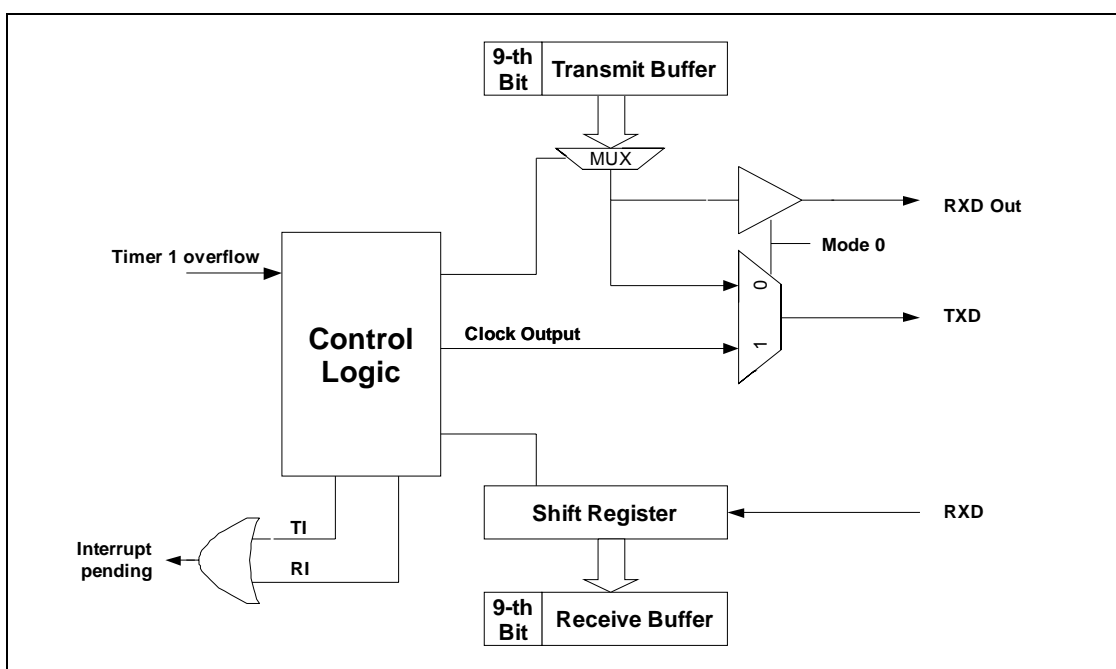 9-th
Bit
Transmit Buffer
MUX
RXD Out
Mode 0
Timer 1 overflow
0
TXD
Control
Logic
Clock Output
1
Shift Register
RXD
TI
Interrupt
pending
RI
9-th
Bit
Receive Buffer